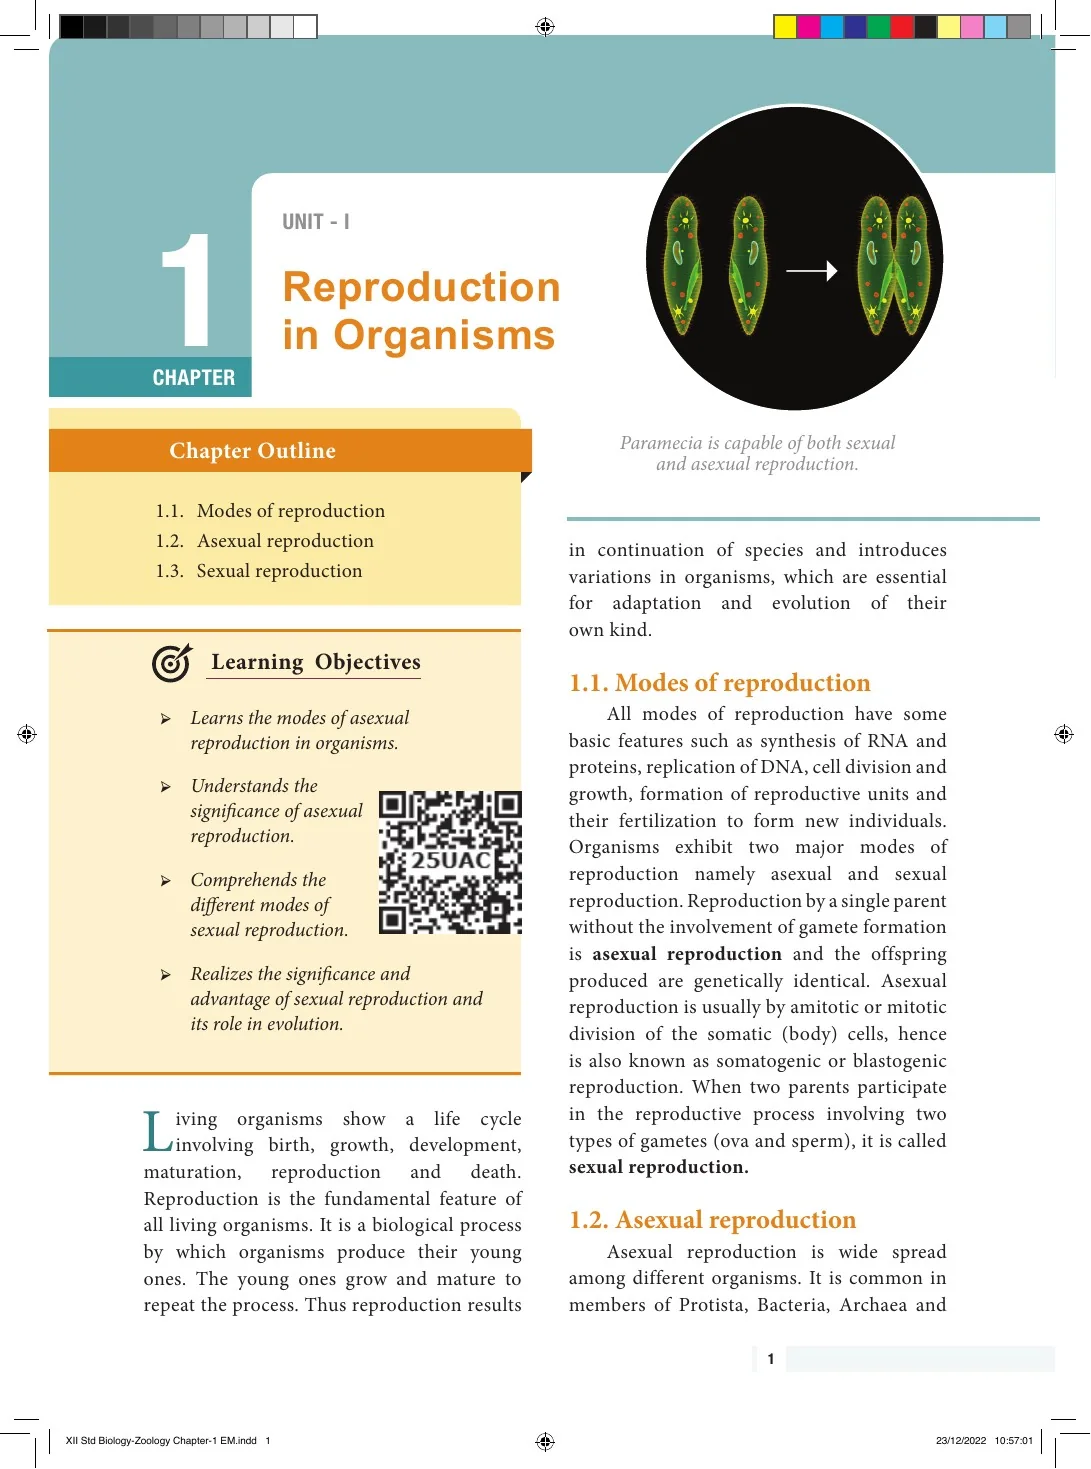 UNIT - I
1
CHAPTER
Reproduction
in Organisms
Paramecia is capable of both sexual
and asexual reproduction.
Chapter Outline
1.1. Modes of reproduction
1.2. Asexual reproduction
1.3. Sexual reproduction
Learning Objectives
➢ Learns the modes of asexual
reproduction in organisms.
➢ Understands the
significance of asexual
reproduction.
➢ Comprehends the
different modes of
sexual reproduction.
➢ Realizes the significance and
advantage of sexual reproduction and
its role in evolution.
25UAC
Living organisms show a life cycle
involving birth, growth, development,
maturation, reproduction and death.
Reproduction is the fundamental feature of
all living organisms. It is a biological process
by which organisms produce their young
ones. The young ones grow and mature to
repeat the process. Thus reproduction results
in continuation of species and introduces
variations in organisms, which are essential
for adaptation and evolution of their
own kind.
1.1. Modes of reproduction
All modes of reproduction have some
basic features such as synthesis of RNA and
proteins, replication of DNA, cell division and
growth, formation of reproductive units and
their fertilization to form new individuals.
Organisms exhibit two major modes of
reproduction namely asexual and sexual
reproduction. Reproduction by a single parent
without the involvement of gamete formation
is asexual reproduction and the offspring
produced are genetically identical. Asexual
reproduction is usually by amitotic or mitotic
division of the somatic (body) cells, hence
is also known as somatogenic or blastogenic
reproduction. When two parents participate
in the reproductive process involving two
types of gametes (ova and sperm), it is called
sexual reproduction.
1.2. Asexual reproduction
Asexual reproduction is wide spread
among different organisms. It is common in
members of Protista, Bacteria, Archaea and
1
XII Std Biology-Zoology Chapter-1 EM.indd 1
23/12/2022 10:57:01